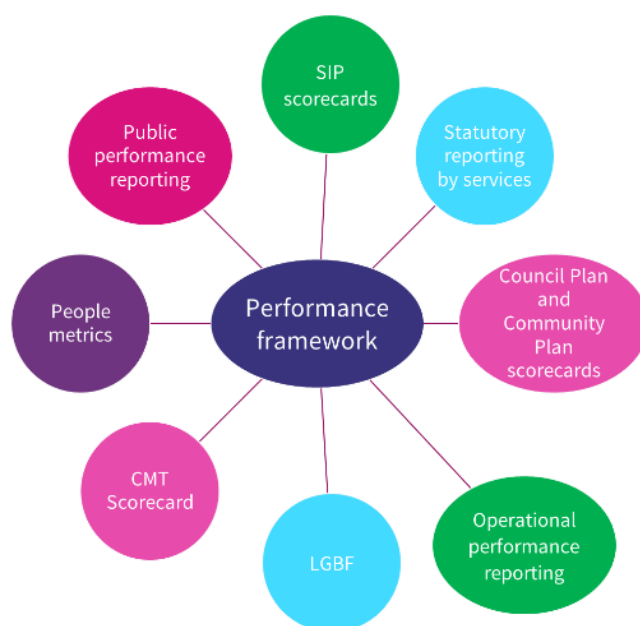 SIP
scorecards
Public
performance
reporting
Statutory
reporting
by services
People
metrics
Performance
framework
Council Plan
and
Community
Plan
scorecards
CMT
Scorecard
LGBF
Operational
performance
reporting